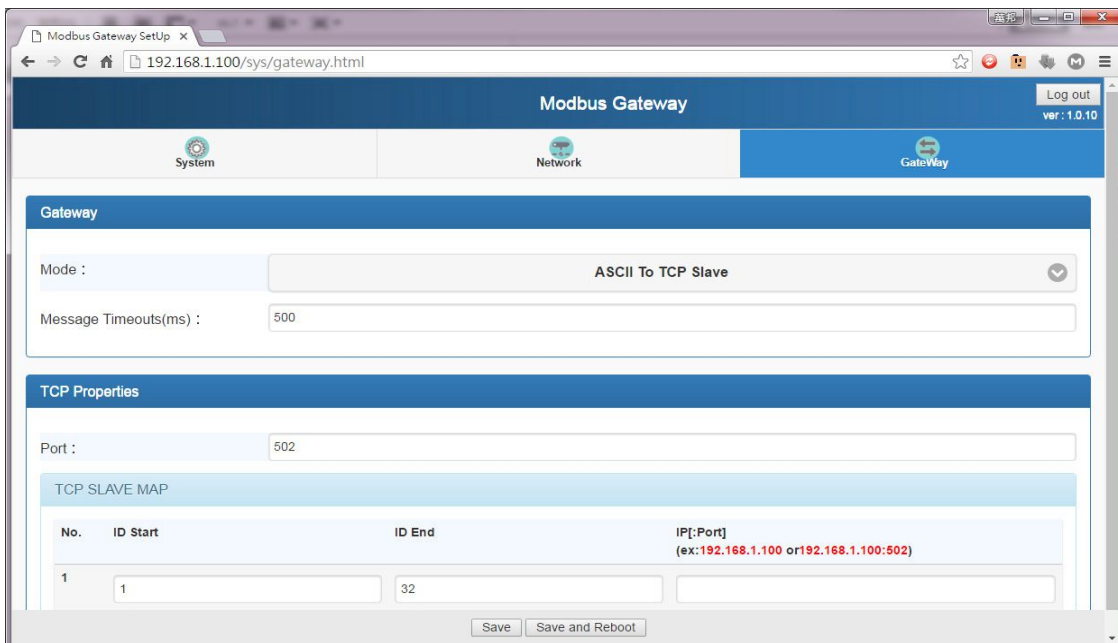 Modbus Gateway SetUp
192.168.1.100/sys/gateway.html
Modbus Gateway
Log out
ver : 1.0.10
System
Network
GateWay
Gateway
Mode :
ASCII To TCP Slave
Message Timeouts(ms) :
500
TCP Properties
Port :
502
TCP SLAVE MAP
No. ID Start ID End IP[:Port]
(ex:192.168.1.100 or192.168.1.100:502)
1 1 32
Save Save and Reboot